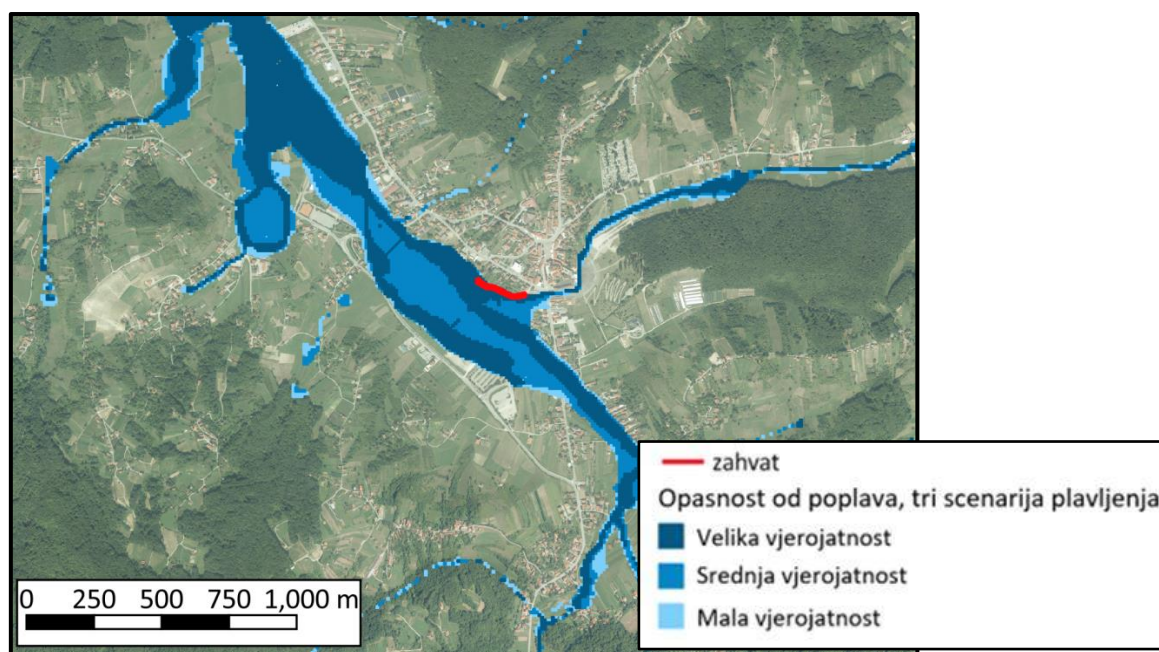 zahvat
Opasnost od poplava, tri scenarija plavljenja
Velika vjerojatnost
Srednja vjerojatnost
Mala vjerojatnost
0 250 500 750 1,000 m